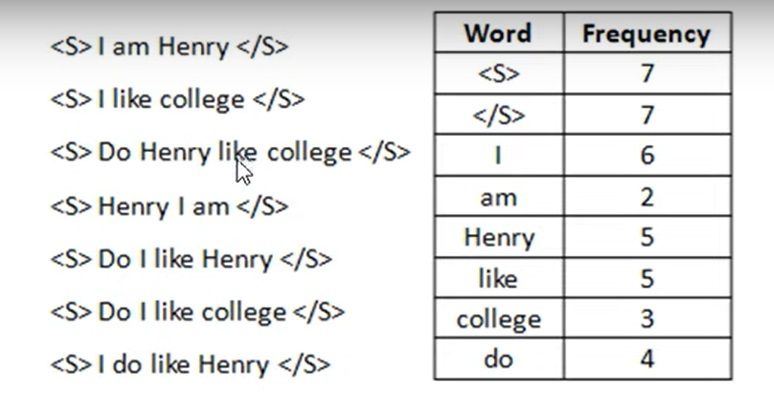 <S> I am Henry </S>
<S> I like college </S>
<S> Do Henry like college </S>
<S> Henry I am </S>
<S> Do I like Henry </S>
<S> Do I like college </S>
<S> I do like Henry </S>
Word Frequency
<S> 7
</S> 7
I 6
am 2
Henry 5
like 5
college 3
do 4